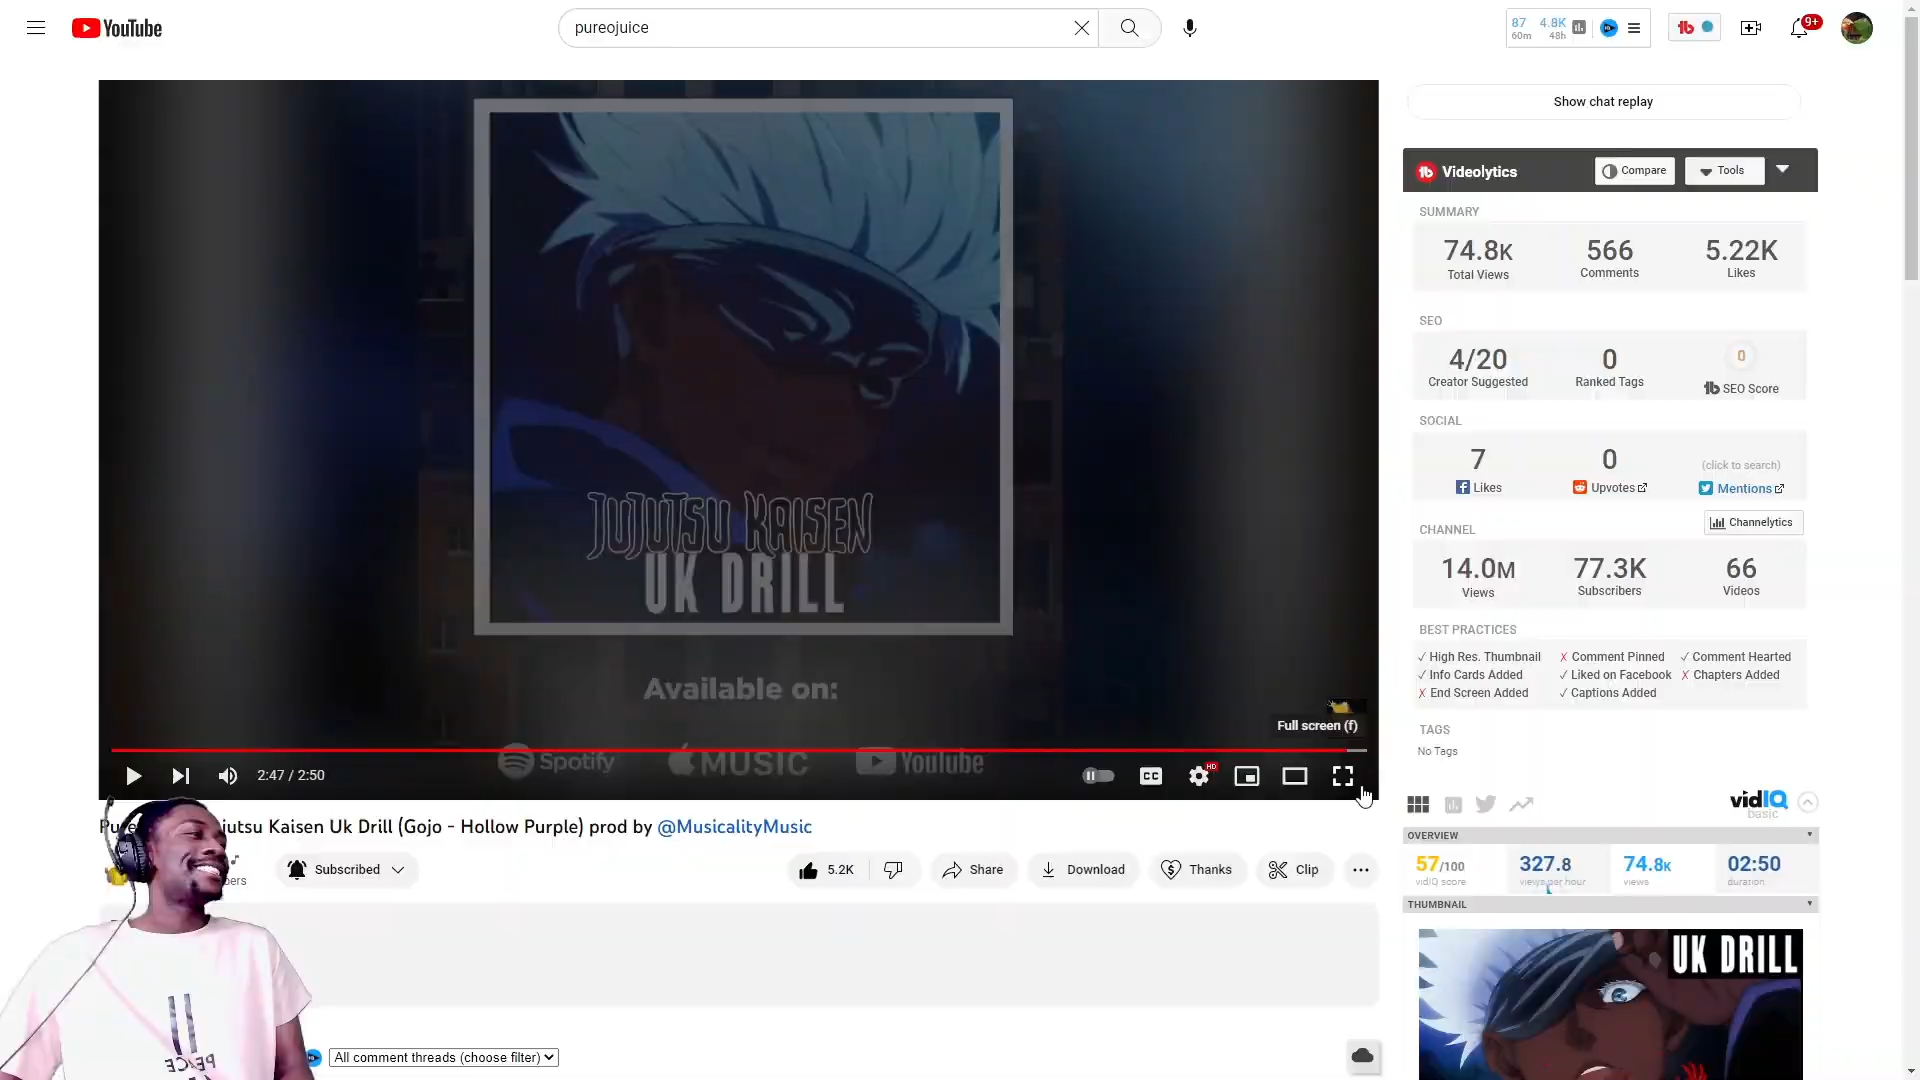 YouTube
pureojuice
87
60m
4.8K
48h
9+
Show chat replay
JUJUTSU KAISEN
UK DRILL
Available on:
Spotify
MUSIC
YouTube
Full screen (f)
2:47 / 2:50
CC
HD
jutsu Kaisen Uk Drill (Gojo - Hollow Purple) prod by @MusicalityMusic
Subscribed
5.2K
Share
Download
Thanks
Clip
All comment threads (choose filter)
Videolytics
Compare
Tools
SUMMARY
74.8K
Total Views
566
Comments
5.22K
Likes
SEO
4/20
Creator Suggested
0
Ranked Tags
0
SEO Score
SOCIAL
7
Likes
0
Upvotes
(click to search)
Mentions
CHANNEL
Channelytics
14.0M
Views
77.3K
Subscribers
66
Videos
BEST PRACTICES
✓ High Res. Thumbnail
✗ Comment Pinned
✓ Comment Hearted
✓ Info Cards Added
✓ Liked on Facebook
✗ Chapters Added
✗ End Screen Added
✓ Captions Added
TAGS
No Tags
vidIQ
basic
OVERVIEW
57/100
vidIQ score
327.8
views per hour
74.8K
views
02:50
duration
THUMBNAIL
UK DRILL
PEACE